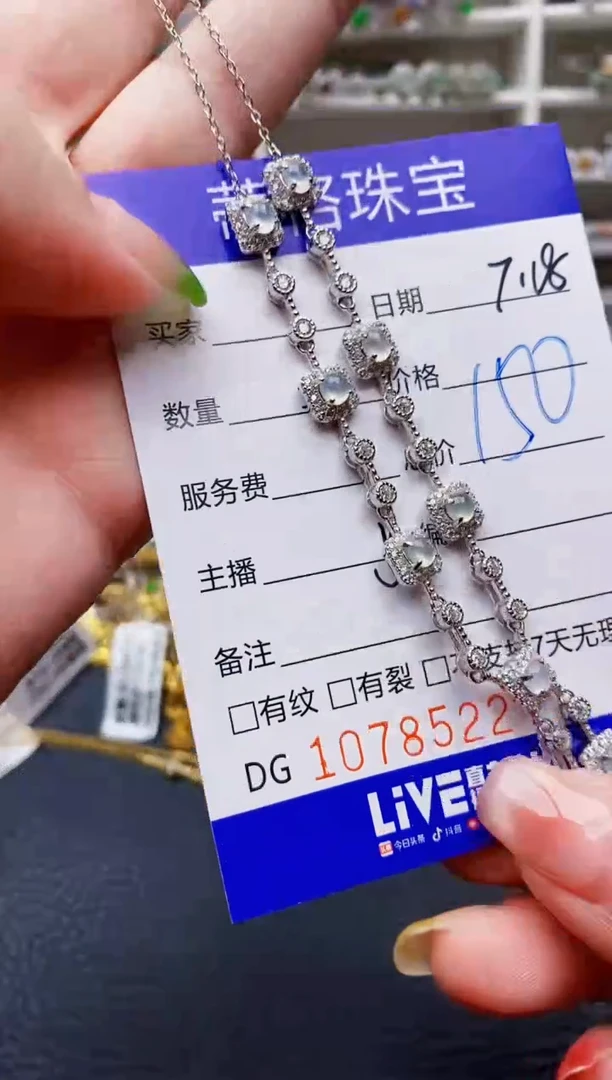 珠宝
买家
日期 7.18
数量
价格 150
价
服务费
主播
备注
□有纹 □有裂 □ 7天无理
DG 1078522
LiVE
今日头条 抖音